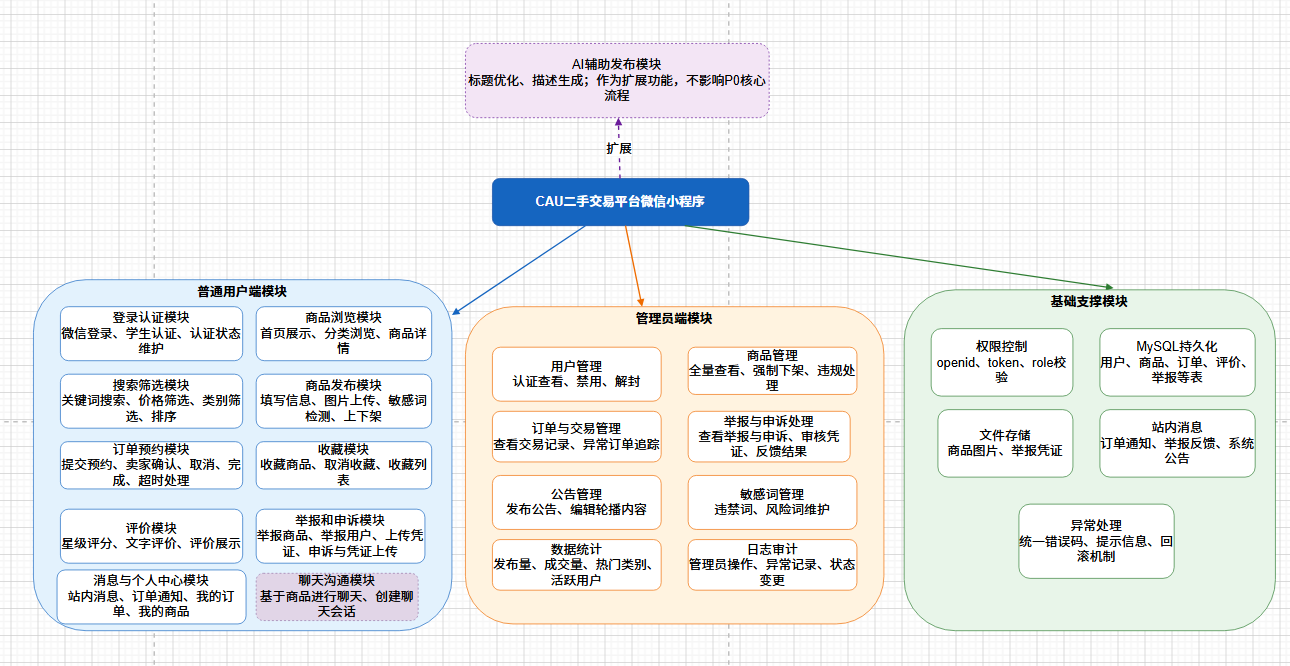 AI辅助发布模块
标题优化、描述生成；作为扩展功能，不影响P0核心
流程
扩展
CAU二手交易平台微信小程序
普通用户端模块
登录认证模块
微信登录、学生认证、认证状态
维护
商品浏览模块
首页展示、分类浏览、商品详
情
搜索筛选模块
关键词搜索、价格筛选、类别筛
选、排序
商品发布模块
填写信息、图片上传、敏感词
检测、上下架
订单预约模块
提交预约、卖家确认、取消、完
成、超时处理
收藏模块
收藏商品、取消收藏、收藏列
表
评价模块
星级评分、文字评价、评价展示
举报和申诉模块
举报商品、举报用户、上传凭
证、申诉与凭证上传
消息与个人中心模块
站内消息、订单通知、我的订
单、我的商品
聊天沟通模块
基于商品进行聊天、创建聊
天会话
管理员端模块
用户管理
认证查看、禁用、解封
商品管理
全量查看、强制下架、违规处
理
订单与交易管理
查看交易记录、异常订单追踪
举报与申诉处理
查看举报与申诉、审核凭
证、反馈结果
公告管理
发布公告、编辑轮播内容
敏感词管理
违禁词、风险词维护
数据统计
发布量、成交量、热门类别、
活跃用户
日志审计
管理员操作、异常记录、状态
变更
基础支撑模块
权限控制
openid、token、role校
验
MySQL持久化
用户、商品、订单、评价、
举报等表
文件存储
商品图片、举报凭证
站内消息
订单通知、举报反馈、系统
公告
异常处理
统一错误码、提示信息、回
滚机制